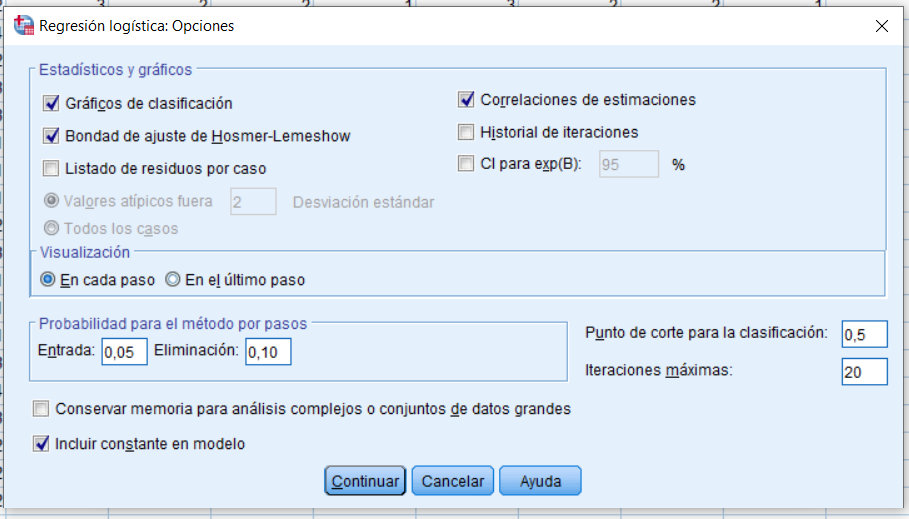 Regresión logística: Opciones
Estadísticos y gráficos
Gráficos de clasificación
Correlaciones de estimaciones
Bondad de ajuste de Hosmer-Lemeshow
Historial de iteraciones
Listado de residuos por caso
CI para exp(B): 95 %
Valores atípicos fuera 2 Desviación estándar
Todos los casos
Visualización
En cada paso En el último paso
Probabilidad para el método por pasos
Entrada: 0,05 Eliminación: 0,10
Punto de corte para la clasificación: 0,5
Iteraciones máximas: 20
Conservar memoria para análisis complejos o conjuntos de datos grandes
Incluir constante en modelo
Continuar Cancelar Ayuda